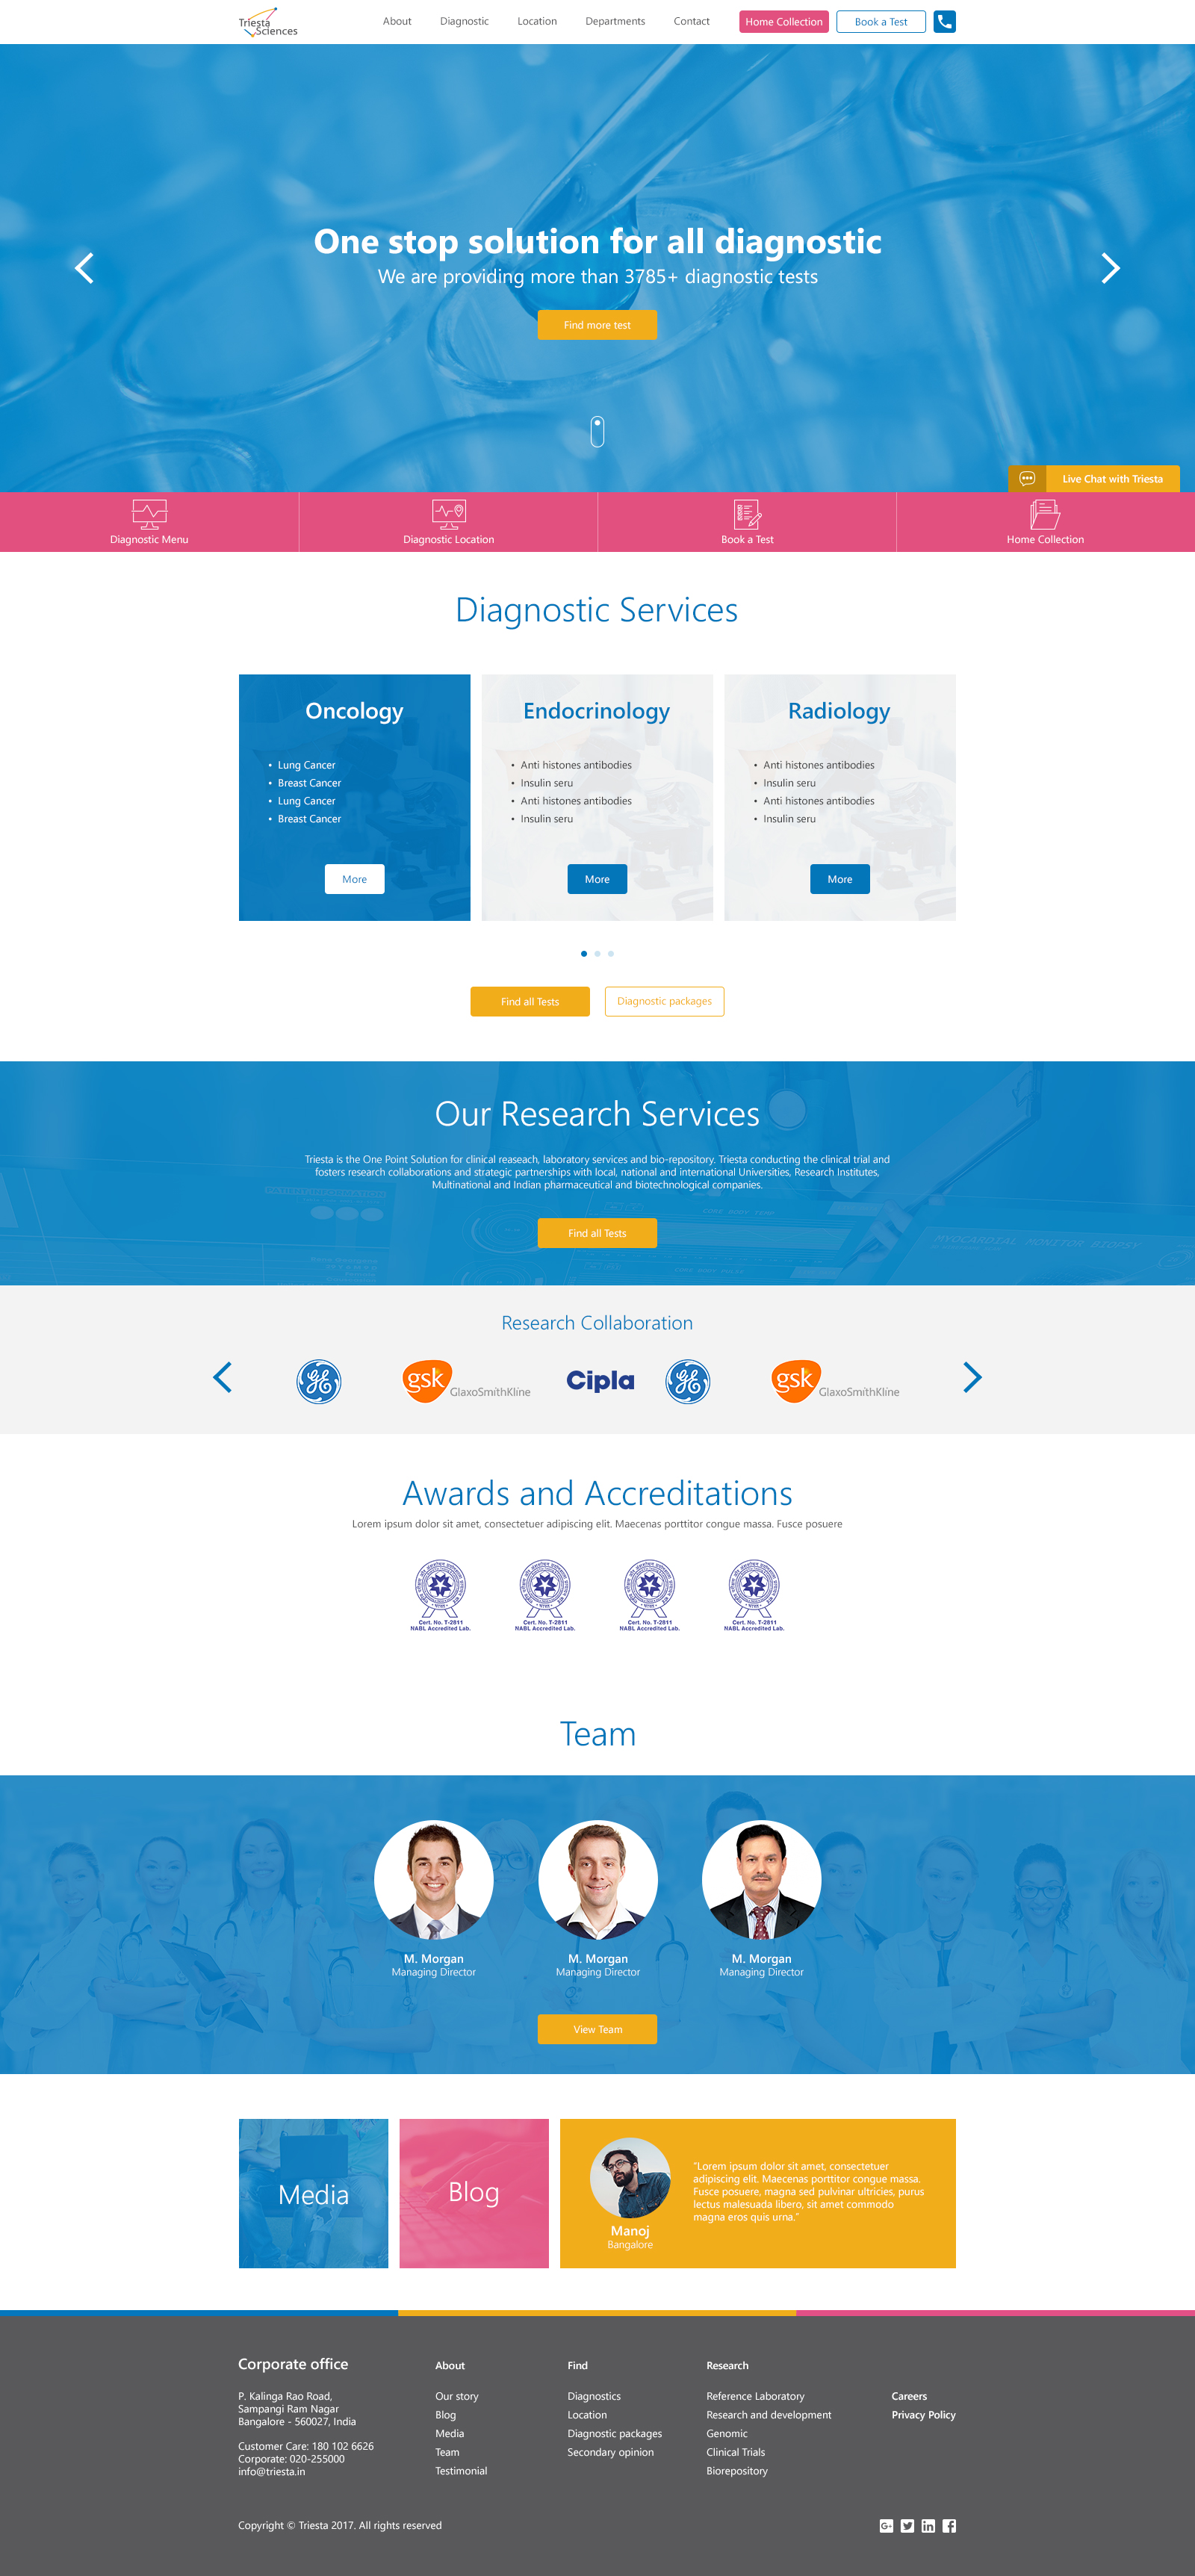 Triesta
Sciences
About
Diagnostic
Location
Departments
Contact
Home Collection
Book a Test
One stop solution for all diagnostic
We are providing more than 3785+ diagnostic tests
Find more test
Live Chat with Triesta
Diagnostic Menu
Diagnostic Location
Book a Test
Home Collection
Diagnostic Services
Oncology
• Lung Cancer
• Breast Cancer
• Lung Cancer
• Breast Cancer
More
Endocrinology
• Anti histones antibodies
• Insulin seru
• Anti histones antibodies
• Insulin seru
More
Radiology
• Anti histones antibodies
• Insulin seru
• Anti histones antibodies
• Insulin seru
More
Find all Tests
Diagnostic packages
Our Research Services
Triesta is the One Point Solution for clinical reaseach, laboratory services and bio-repository. Triesta conducting the clinical trial and
fosters research collaborations and strategic partnerships with local, national and international Universities, Research Institutes,
Multinational and Indian pharmaceutical and biotechnological companies.
MYOCARDIAL MONITOR BIOPSY
Find all Tests
Research Collaboration
GE
gsk
GlaxoSmithKline
Cipla
GE
gsk
GlaxoSmithKline
Awards and Accreditations
Lorem ipsum dolor sit amet, consectetuer adipiscing elit. Maecenas porttitor congue massa. Fusce posuere
Cert. No. T-2811
NABL Accredited Lab.
Cert. No. T-2811
NABL Accredited Lab.
Cert. No. T-2811
NABL Accredited Lab.
Cert. No. T-2811
NABL Accredited Lab.
Team
M. Morgan
Managing Director
M. Morgan
Managing Director
M. Morgan
Managing Director
View Team
Media
Blog
Manoj
Bangalore
"Lorem ipsum dolor sit amet, consectetuer
adipiscing elit. Maecenas porttitor congue massa.
Fusce posuere, magna sed pulvinar ultricies, purus
lectus malesuada libero, sit amet commodo
magna eros quis urna."
Corporate office
P. Kalinga Rao Road,
Sampangi Ram Nagar
Bangalore - 560027, India
Customer Care: 180 102 6626
Corporate: 020-255000
info@triesta.in
About
Our story
Blog
Media
Team
Testimonial
Find
Diagnostics
Location
Diagnostic packages
Secondary opinion
Research
Reference Laboratory
Research and development
Genomic
Clinical Trials
Biorepository
Careers
Privacy Policy
Copyright © Triesta 2017. All rights reserved